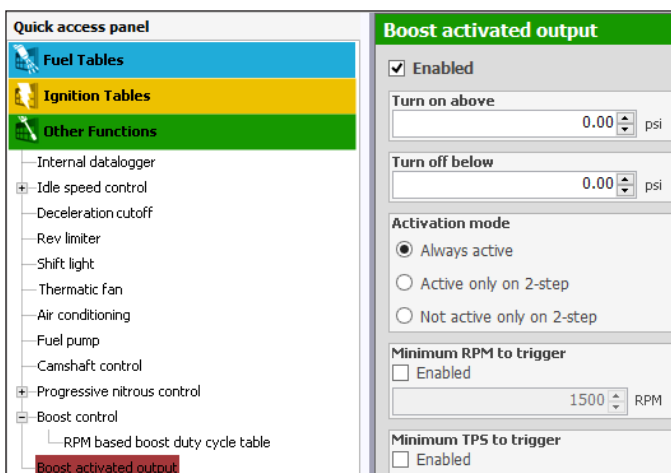 Quick access panel
Fuel Tables
Ignition Tables
Other Functions
Internal datalogger
Idle speed control
Deceleration cutoff
Rev limiter
Shift light
Thermatic fan
Air conditioning
Fuel pump
Camshaft control
Progressive nitrous control
Boost control
RPM based boost duty cycle table
Boost activated output
Boost activated output
Enabled
Turn on above
0.00 psi
Turn off below
0.00 psi
Activation mode
Always active
Active only on 2-step
Not active only on 2-step
Minimum RPM to trigger
Enabled
1500 RPM
Minimum TPS to trigger
Enabled